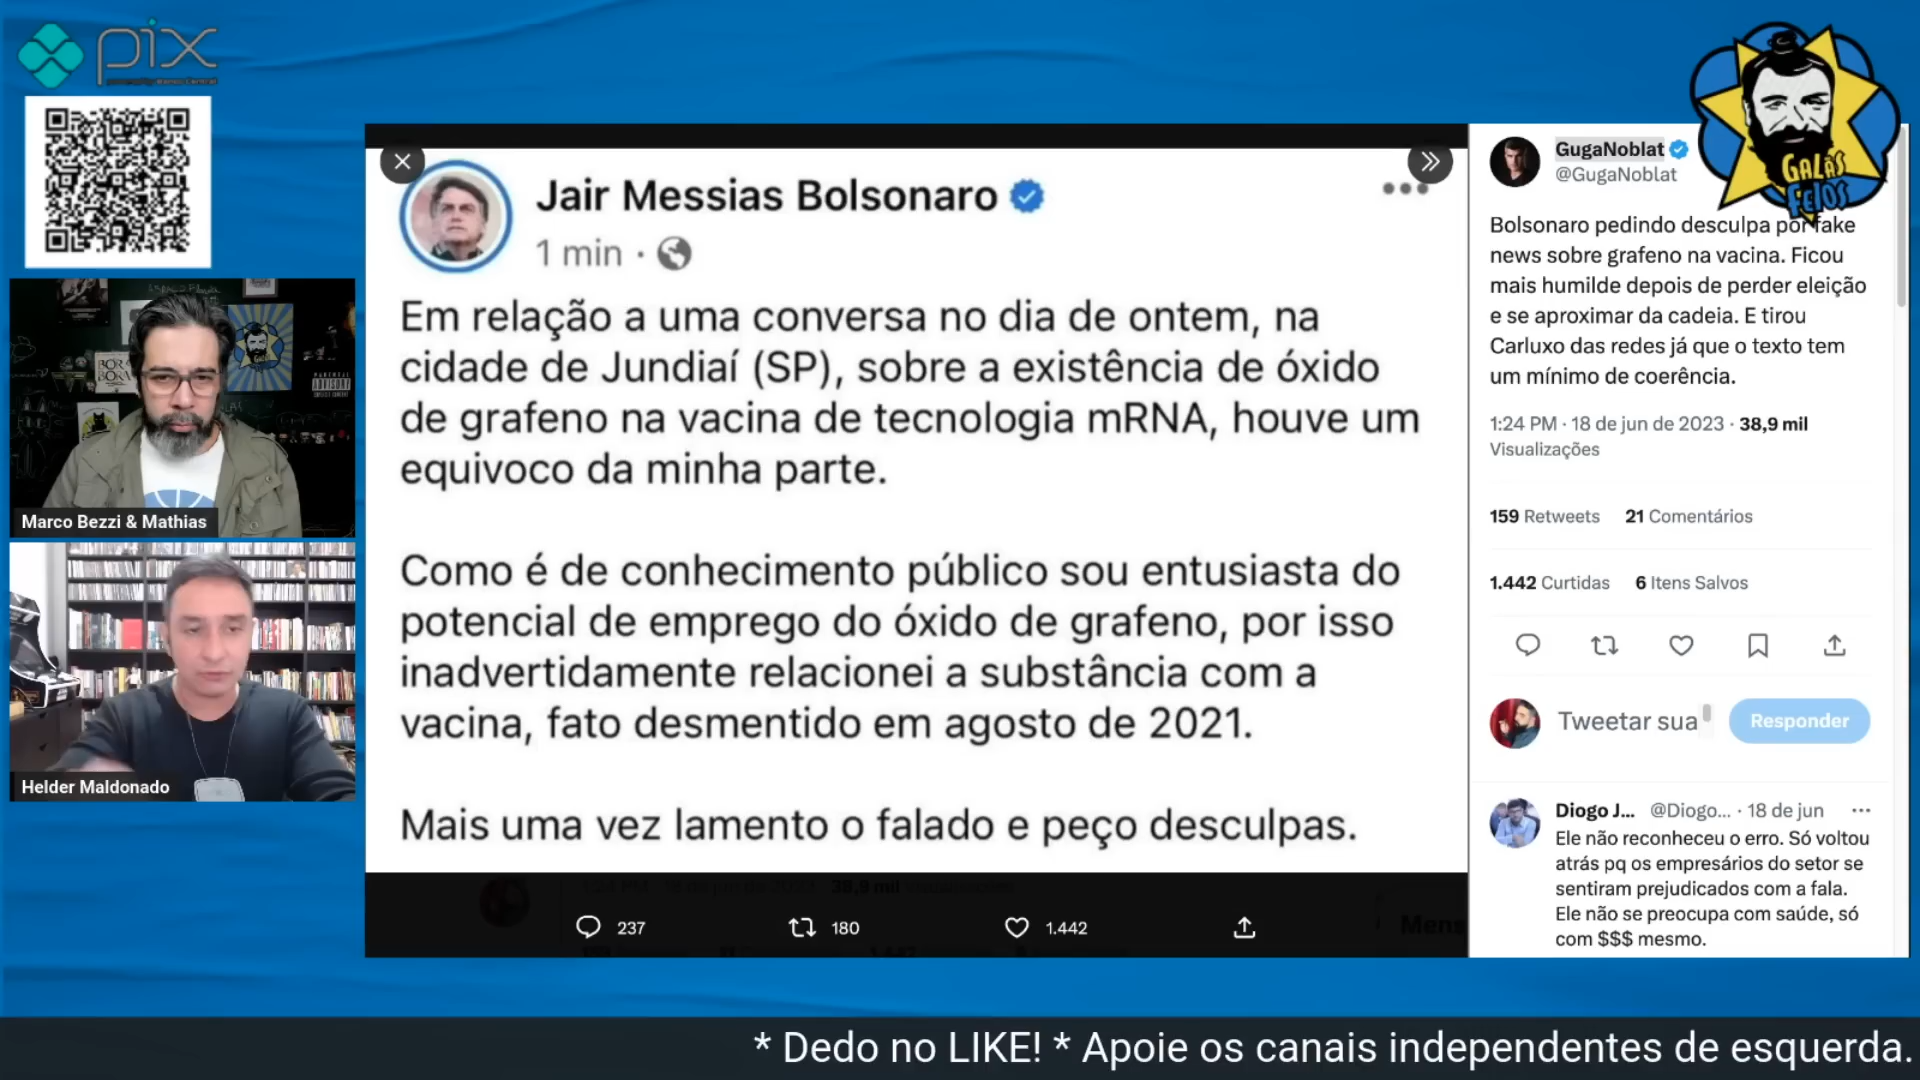 pix
GALÃS
FEIOS
Jair Messias Bolsonaro
1 min ·
Em relação a uma conversa no dia de ontem, na
cidade de Jundiaí (SP), sobre a existência de óxido
de grafeno na vacina de tecnologia mRNA, houve um
equivoco da minha parte.
Como é de conhecimento público sou entusiasta do
potencial de emprego do óxido de grafeno, por isso
inadvertidamente relacionei a substância com a
vacina, fato desmentido em agosto de 2021.
Mais uma vez lamento o falado e peço desculpas.
237 180 1.442
GugaNoblat
@GugaNoblat
Bolsonaro pedindo desculpa por fake
news sobre grafeno na vacina. Ficou
mais humilde depois de perder eleição
e se aproximar da cadeia. E tirou
Carluxo das redes já que o texto tem
um mínimo de coerência.
1:24 PM · 18 de jun de 2023 · 38,9 mil
Visualizações
159 Retweets 21 Comentários
1.442 Curtidas 6 Itens Salvos
Tweetar sua
Responder
Diogo J... @Diogo... · 18 de jun ···
Ele não reconheceu o erro. Só voltou
atrás pq os empresários do setor se
sentiram prejudicados com a fala.
Ele não se preocupa com saúde, só
com $$$ mesmo.
BORA
BORA
Marco Bezzi & Mathias
Helder Maldonado
* Dedo no LIKE! * Apoie os canais independentes de esquerda.